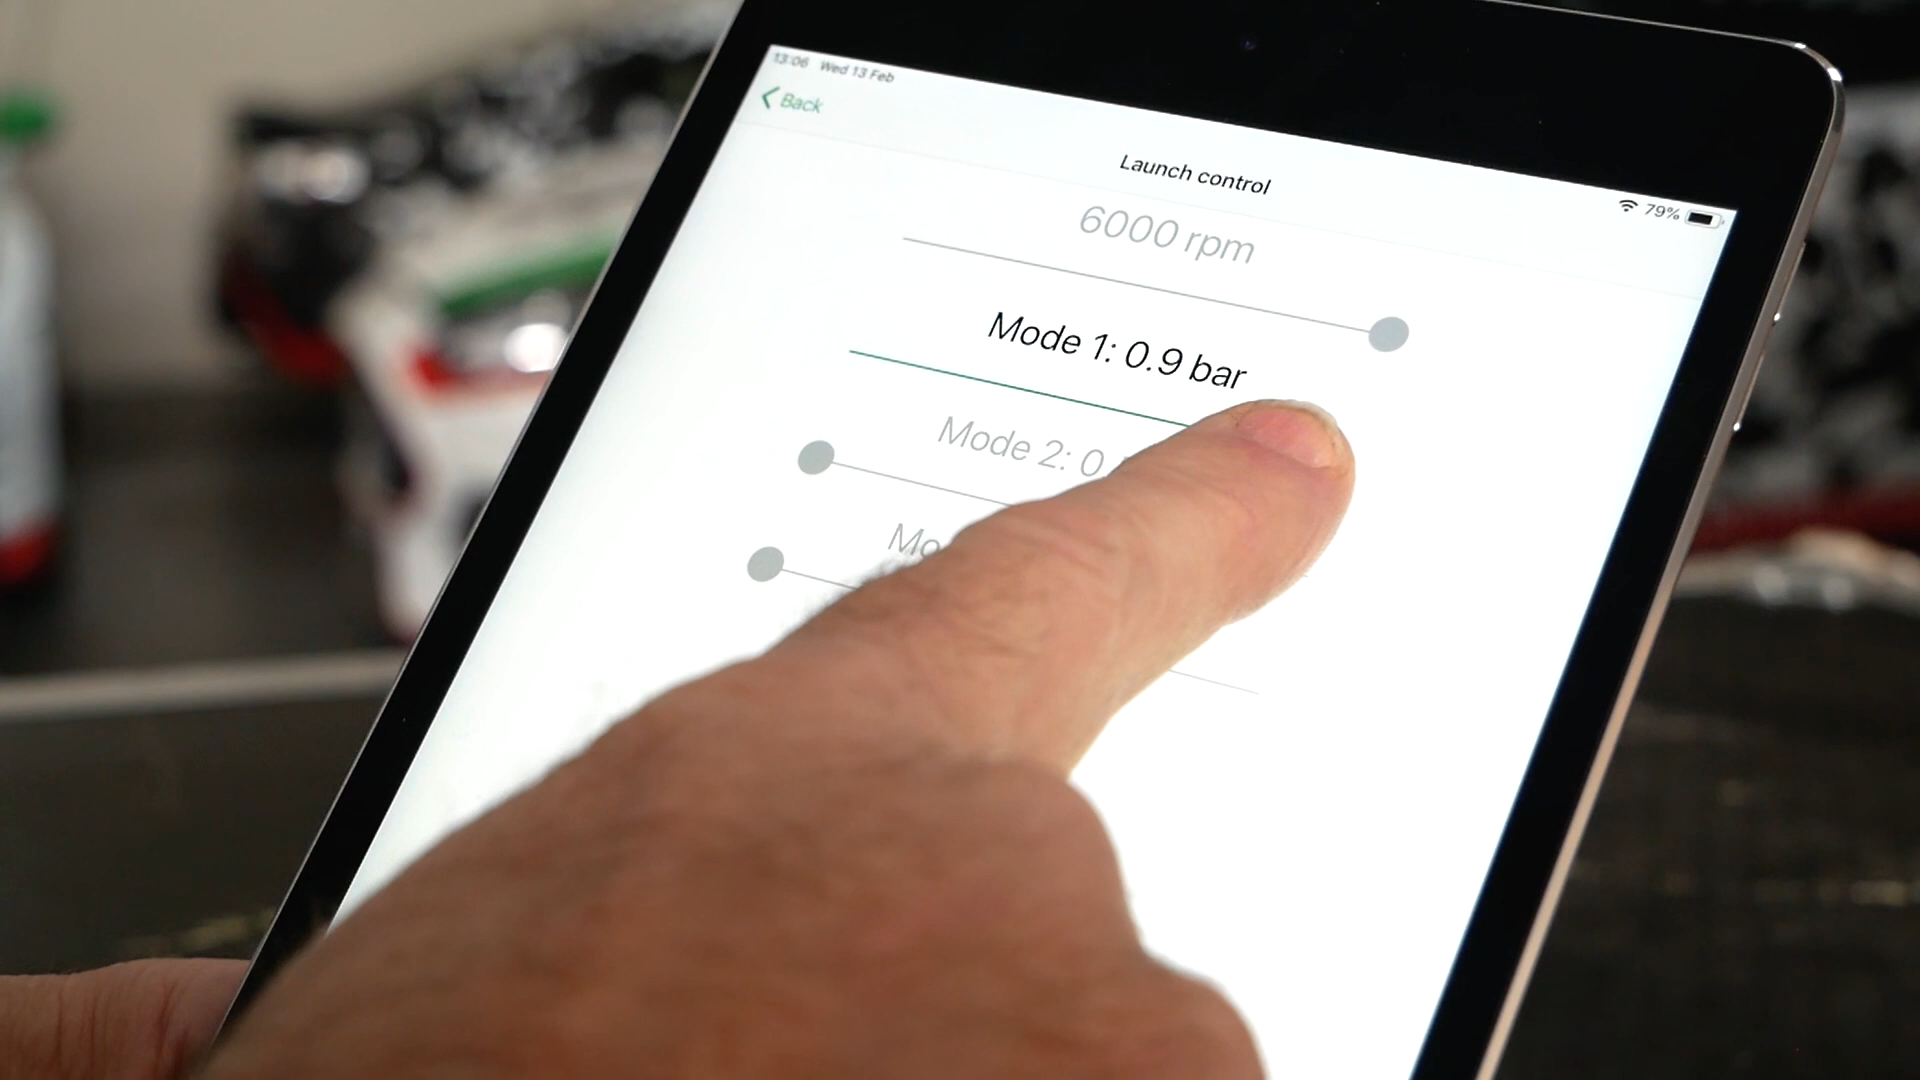 13:06 Wed 13 Feb
79%
Back
Launch control
6000 rpm
Mode 1: 0.9 bar
Mode 2: 0